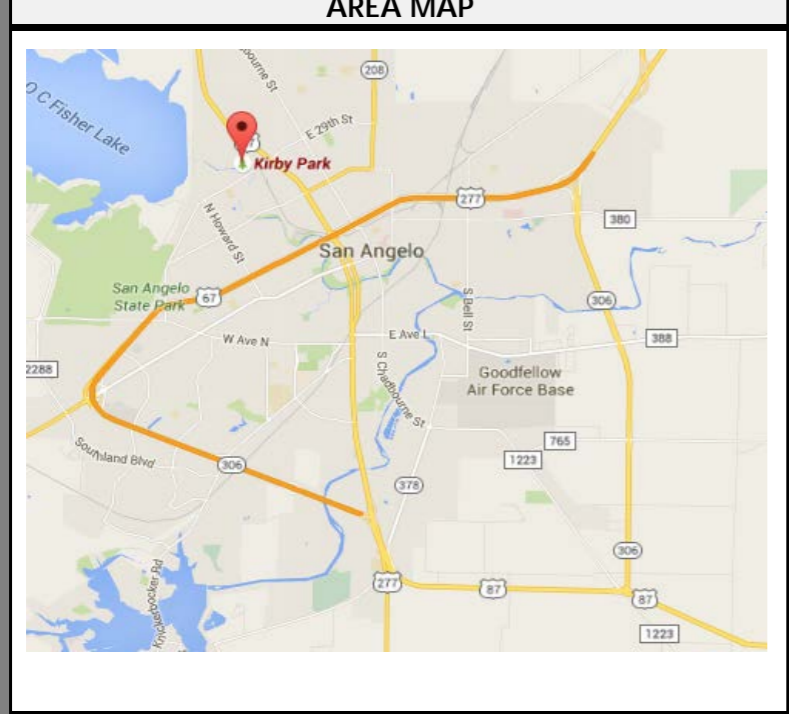 AREA MAP
208
O C Fisher Lake
E 29th St
Kirby Park
N Howard St
277
380
San Angelo
San Angelo
State Park
67
S Bell St
306
W Ave N
E Ave L
388
2288
S Chadbourne St
Goodfellow
Air Force Base
765
1223
Southland Blvd
306
378
306
Knickerbocker Rd
277
87
87
1223